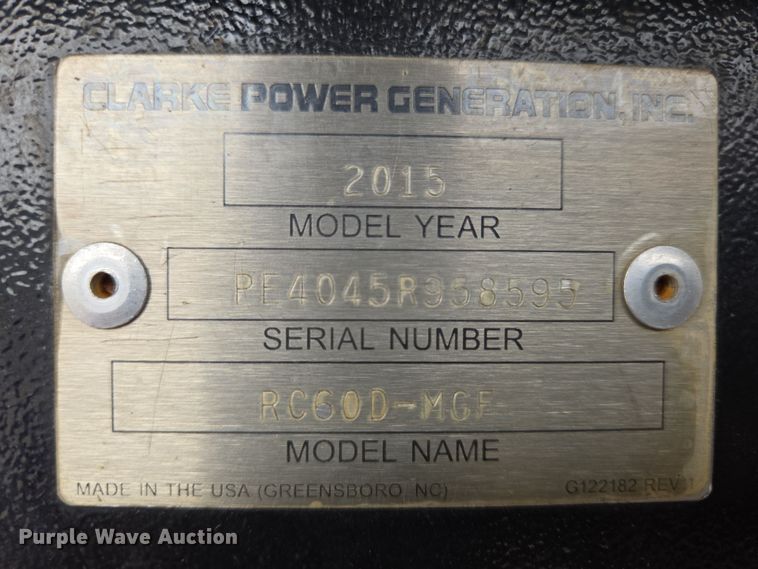 CLARKE POWER GENERATION, INC.
2015
MODEL YEAR
PE4045R958595
SERIAL NUMBER
RC60D-MGF
MODEL NAME
MADE IN THE USA (GREENSBORO, NC)
G122182 REV 1
Purple Wave Auction